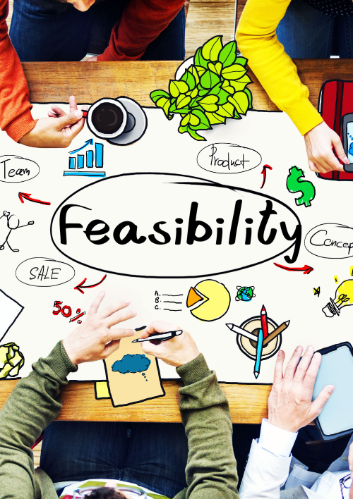 Team
Product
Feasibility
Concep
SALE
50%
A.
B.
C.